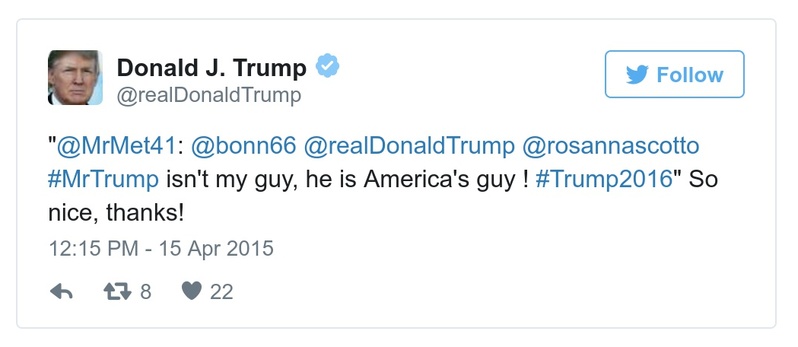 Donald J. Trump
@realDonaldTrump
Follow
"@MrMet41: @bonn66 @realDonaldTrump @rosannascotto
#MrTrump isn't my guy, he is America's guy ! #Trump2016" So
nice, thanks!
12:15 PM - 15 Apr 2015
8 22